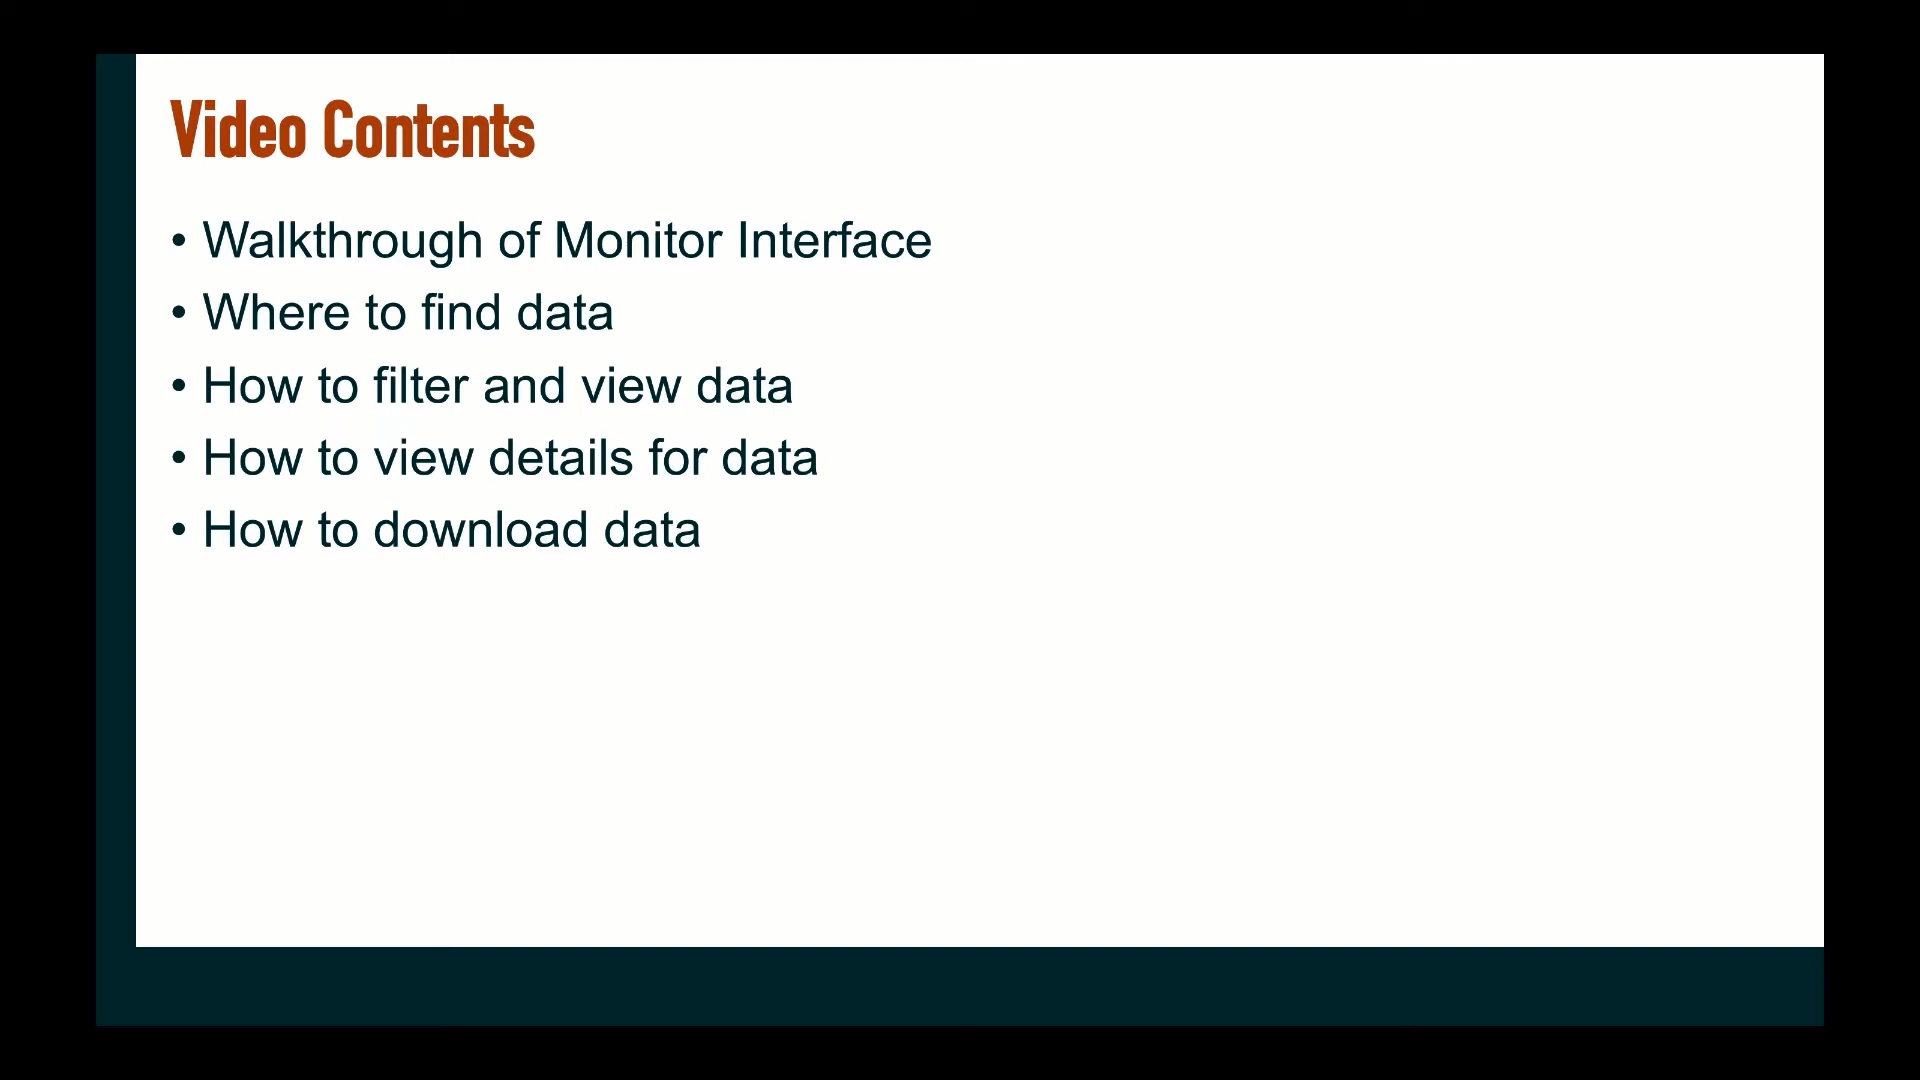 Video Contents
• Walkthrough of Monitor Interface
• Where to find data
• How to filter and view data
• How to view details for data
• How to download data